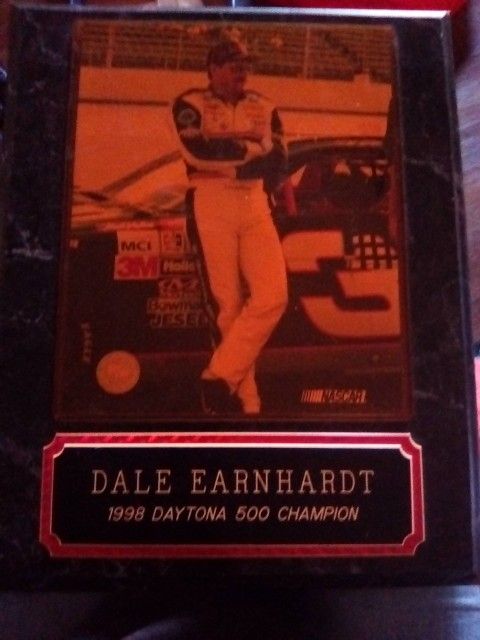 MCI
3M
3
NASCAR
DALE EARNHARDT
1998 DAYTONA 500 CHAMPION